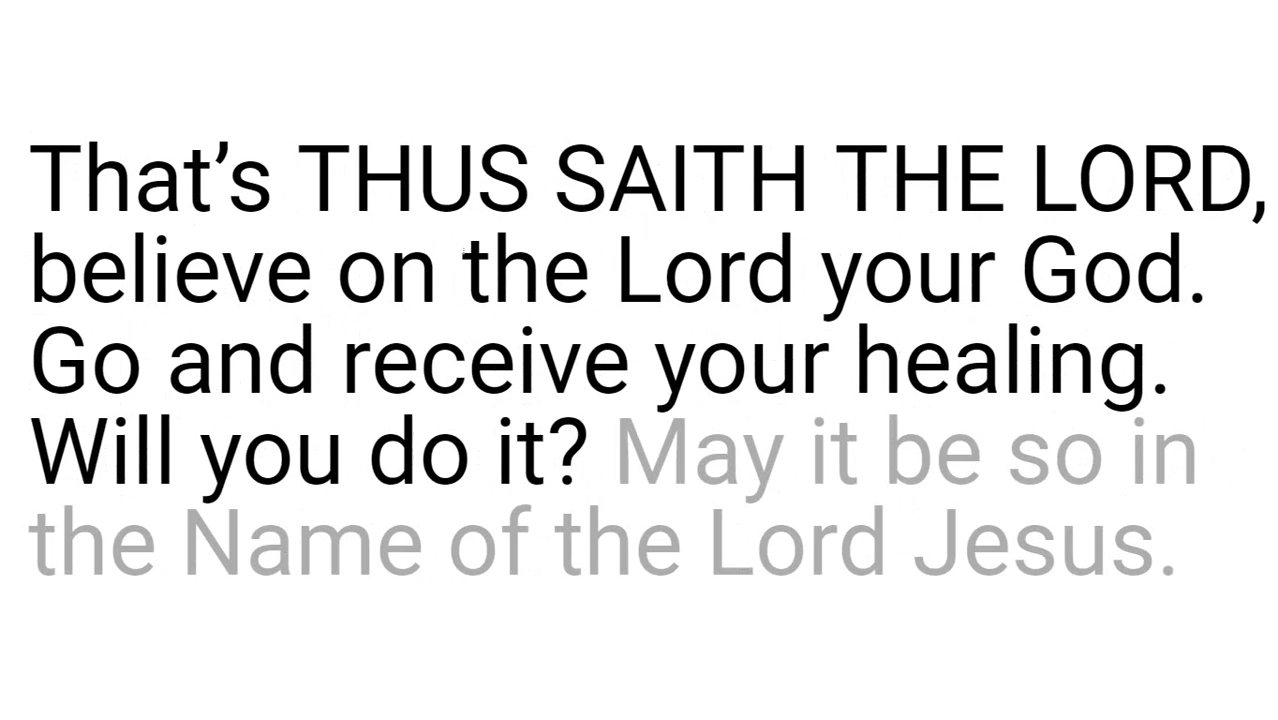 That’s THUS SAITH THE LORD,
believe on the Lord your God.
Go and receive your healing.
Will you do it? May it be so in
the Name of the Lord Jesus.